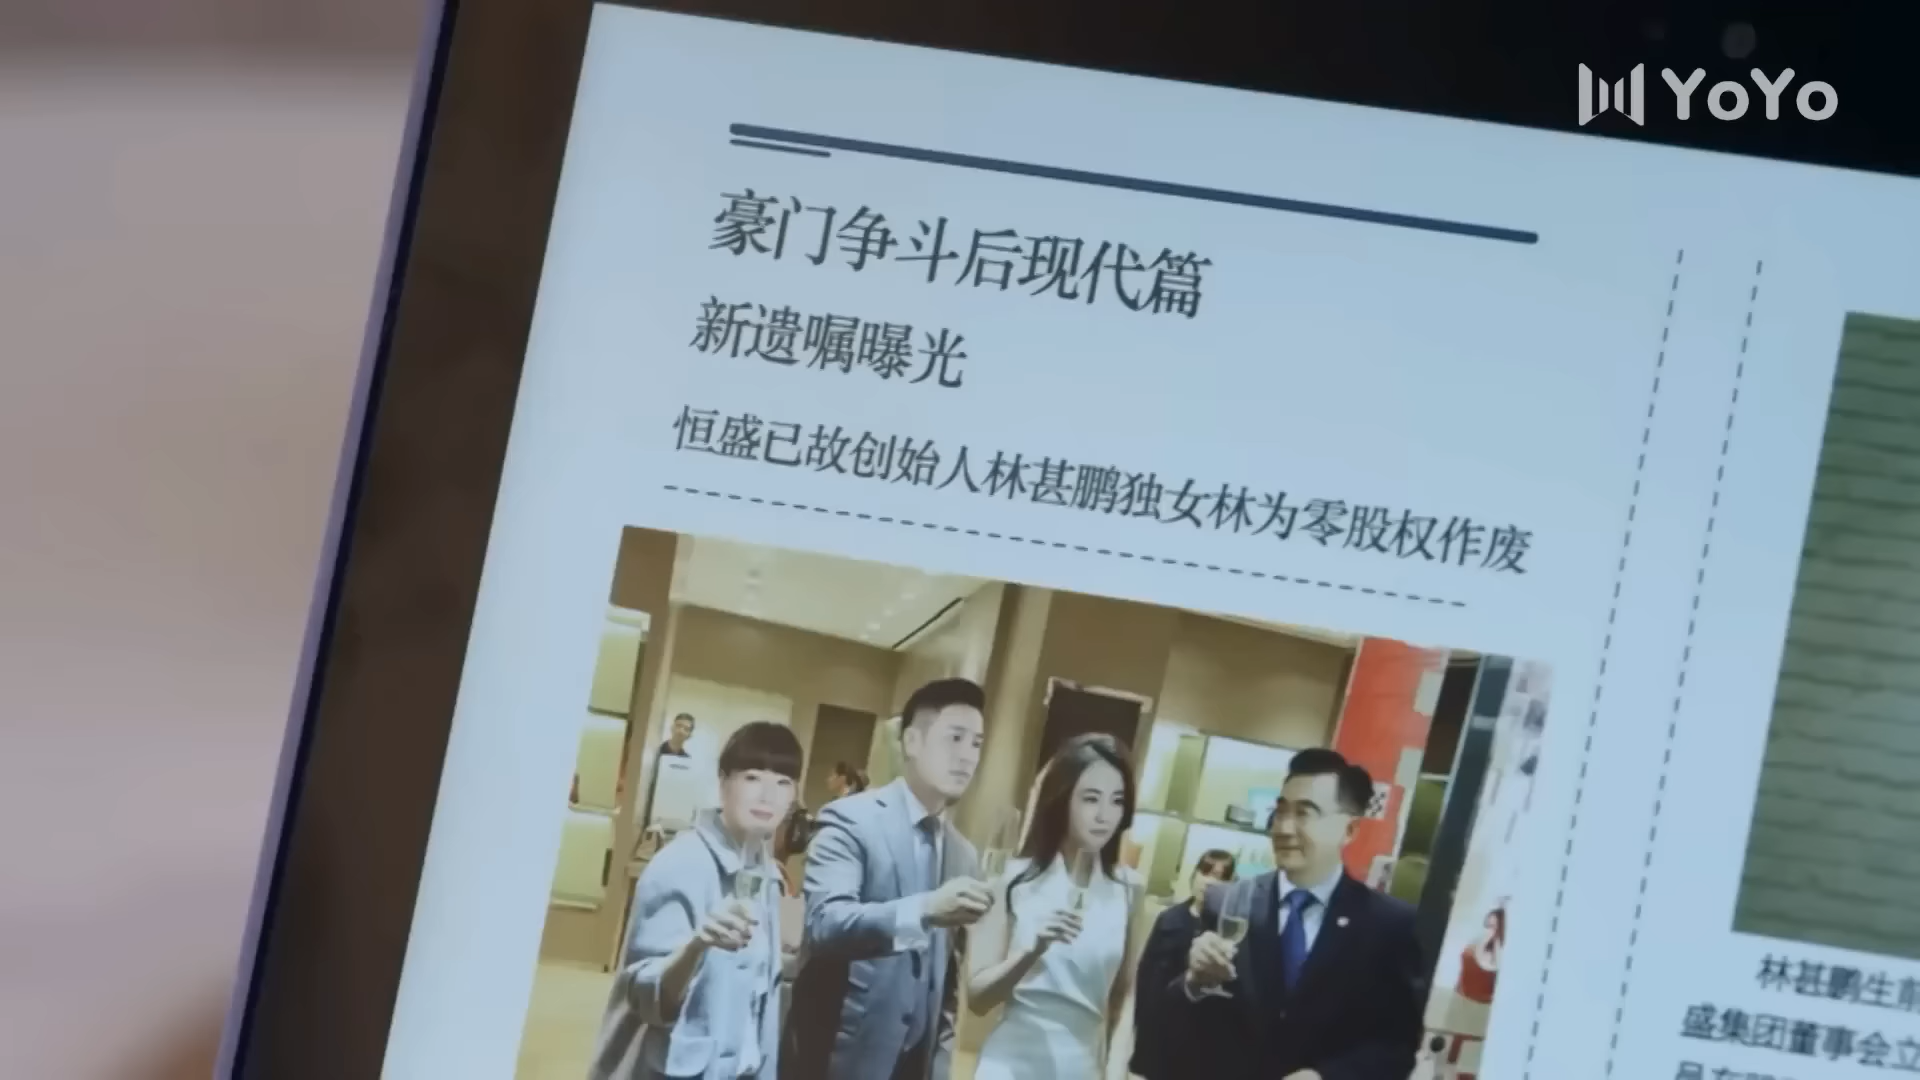 YoYo
豪门争斗后现代篇
新遗嘱曝光
恒盛已故创始人林甚鹏独女林为零股权作废
林甚鹏生前
盛集团董事会立